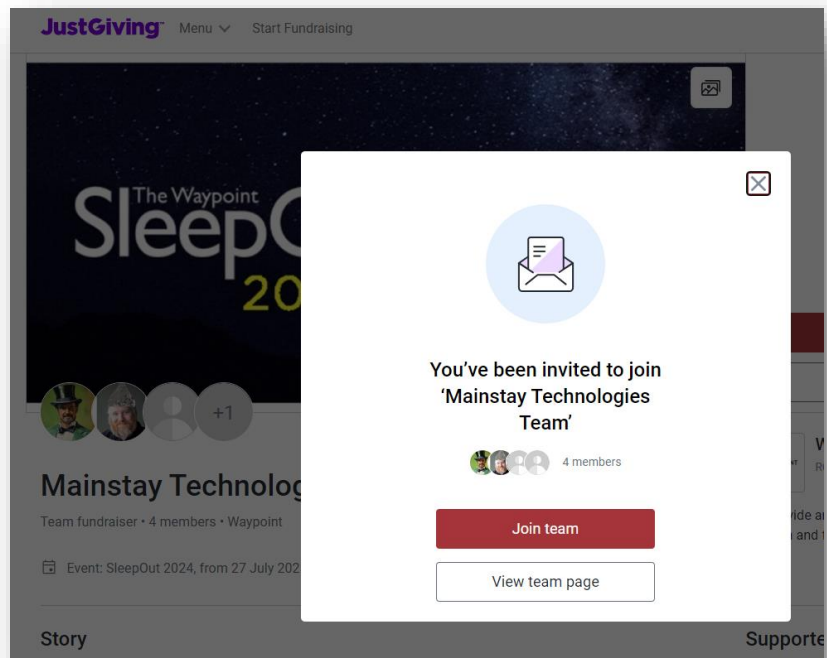 JustGiving Menu Start Fundraising
The Waypoint
SleepO
20
You've been invited to join
'Mainstay Technologies
Team'
4 members
Join team
View team page
+1
Mainstay Technolog
Team fundraiser • 4 members • Waypoint
Event: SleepOut 2024, from 27 July 202
Story
Supporte